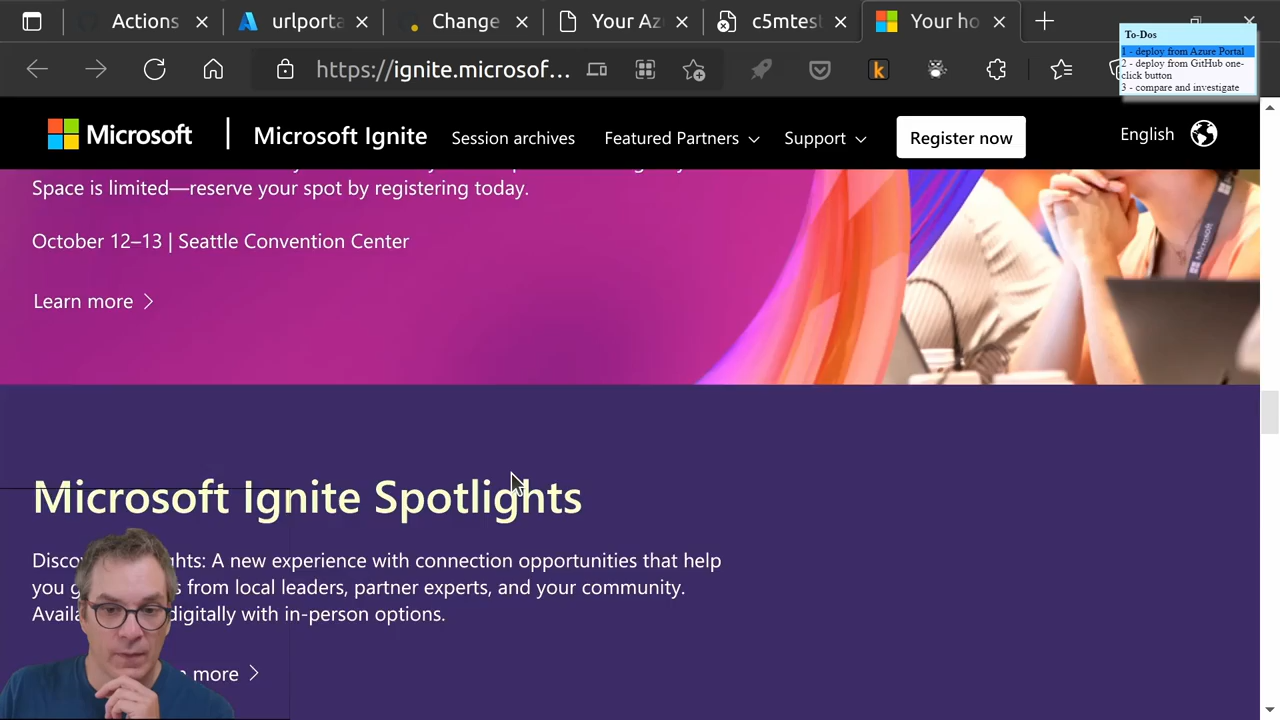 Actions
urlporta
Change
Your Az
c5mtest
Your ho
To-Dos
1 - deploy from Azure Portal
2 - deploy from GitHub one-
click button
3 - compare and investigate
https://ignite.microsof...
Microsoft
Microsoft Ignite
Session archives
Featured Partners
Support
Register now
English
Space is limited—reserve your spot by registering today.
October 12–13 | Seattle Convention Center
Learn more
Microsoft
Microsoft Ignite Spotlights
Disco ghts: A new experience with connection opportunities that help
you g s from local leaders, partner experts, and your community.
Availa digitally with in-person options.
more